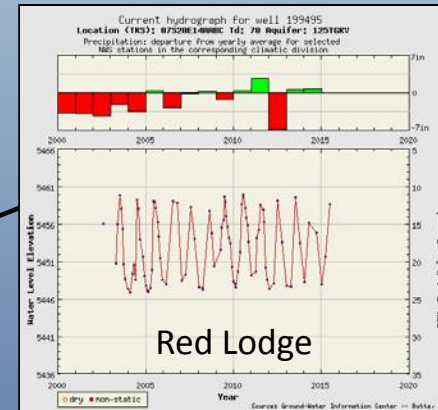 Current hydrograph for well 199495
Location (TRS): 07S20E14AABC Td: 70 Aquifer: 125TGRV
Precipitation: departure from yearly average for selected
NWS stations in the corresponding climatic division
7in
0
-7in
2000 2005 2010 2015 2020
5466 5
5461 10
5456 15
5451 20
5446 25
5441 30
5436 35
Water Level Elevation
Red Lodge
2000 2005 2010 2015 2020
dry non-static
Year
Source: Ground-Water Information Center -- Butte,